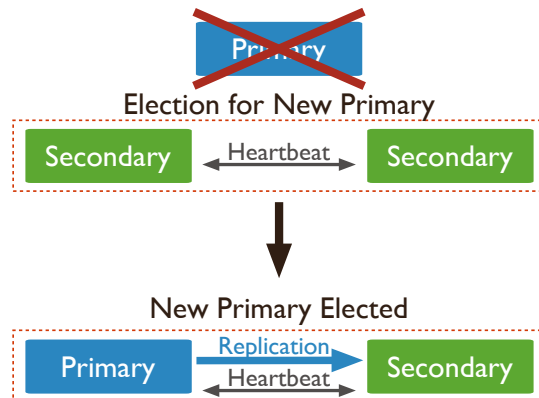 Primary
Election for New Primary
Secondary Heartbeat Secondary
New Primary Elected
Replication
Primary Secondary
Heartbeat